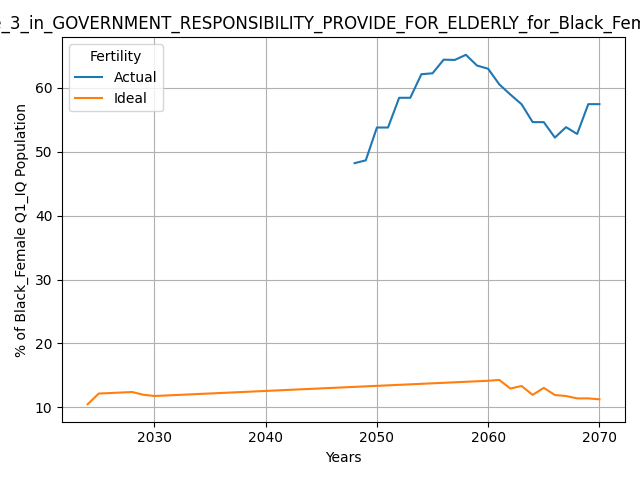 e_3_in_GOVERNMENT_RESPONSIBILITY_PROVIDE_FOR_ELDERLY_for_Black_Fem
Fertility
Actual
Ideal
% of Black_Female Q1_IQ Population
60
50
40
30
20
10
2030 2040 2050 2060 2070
Years